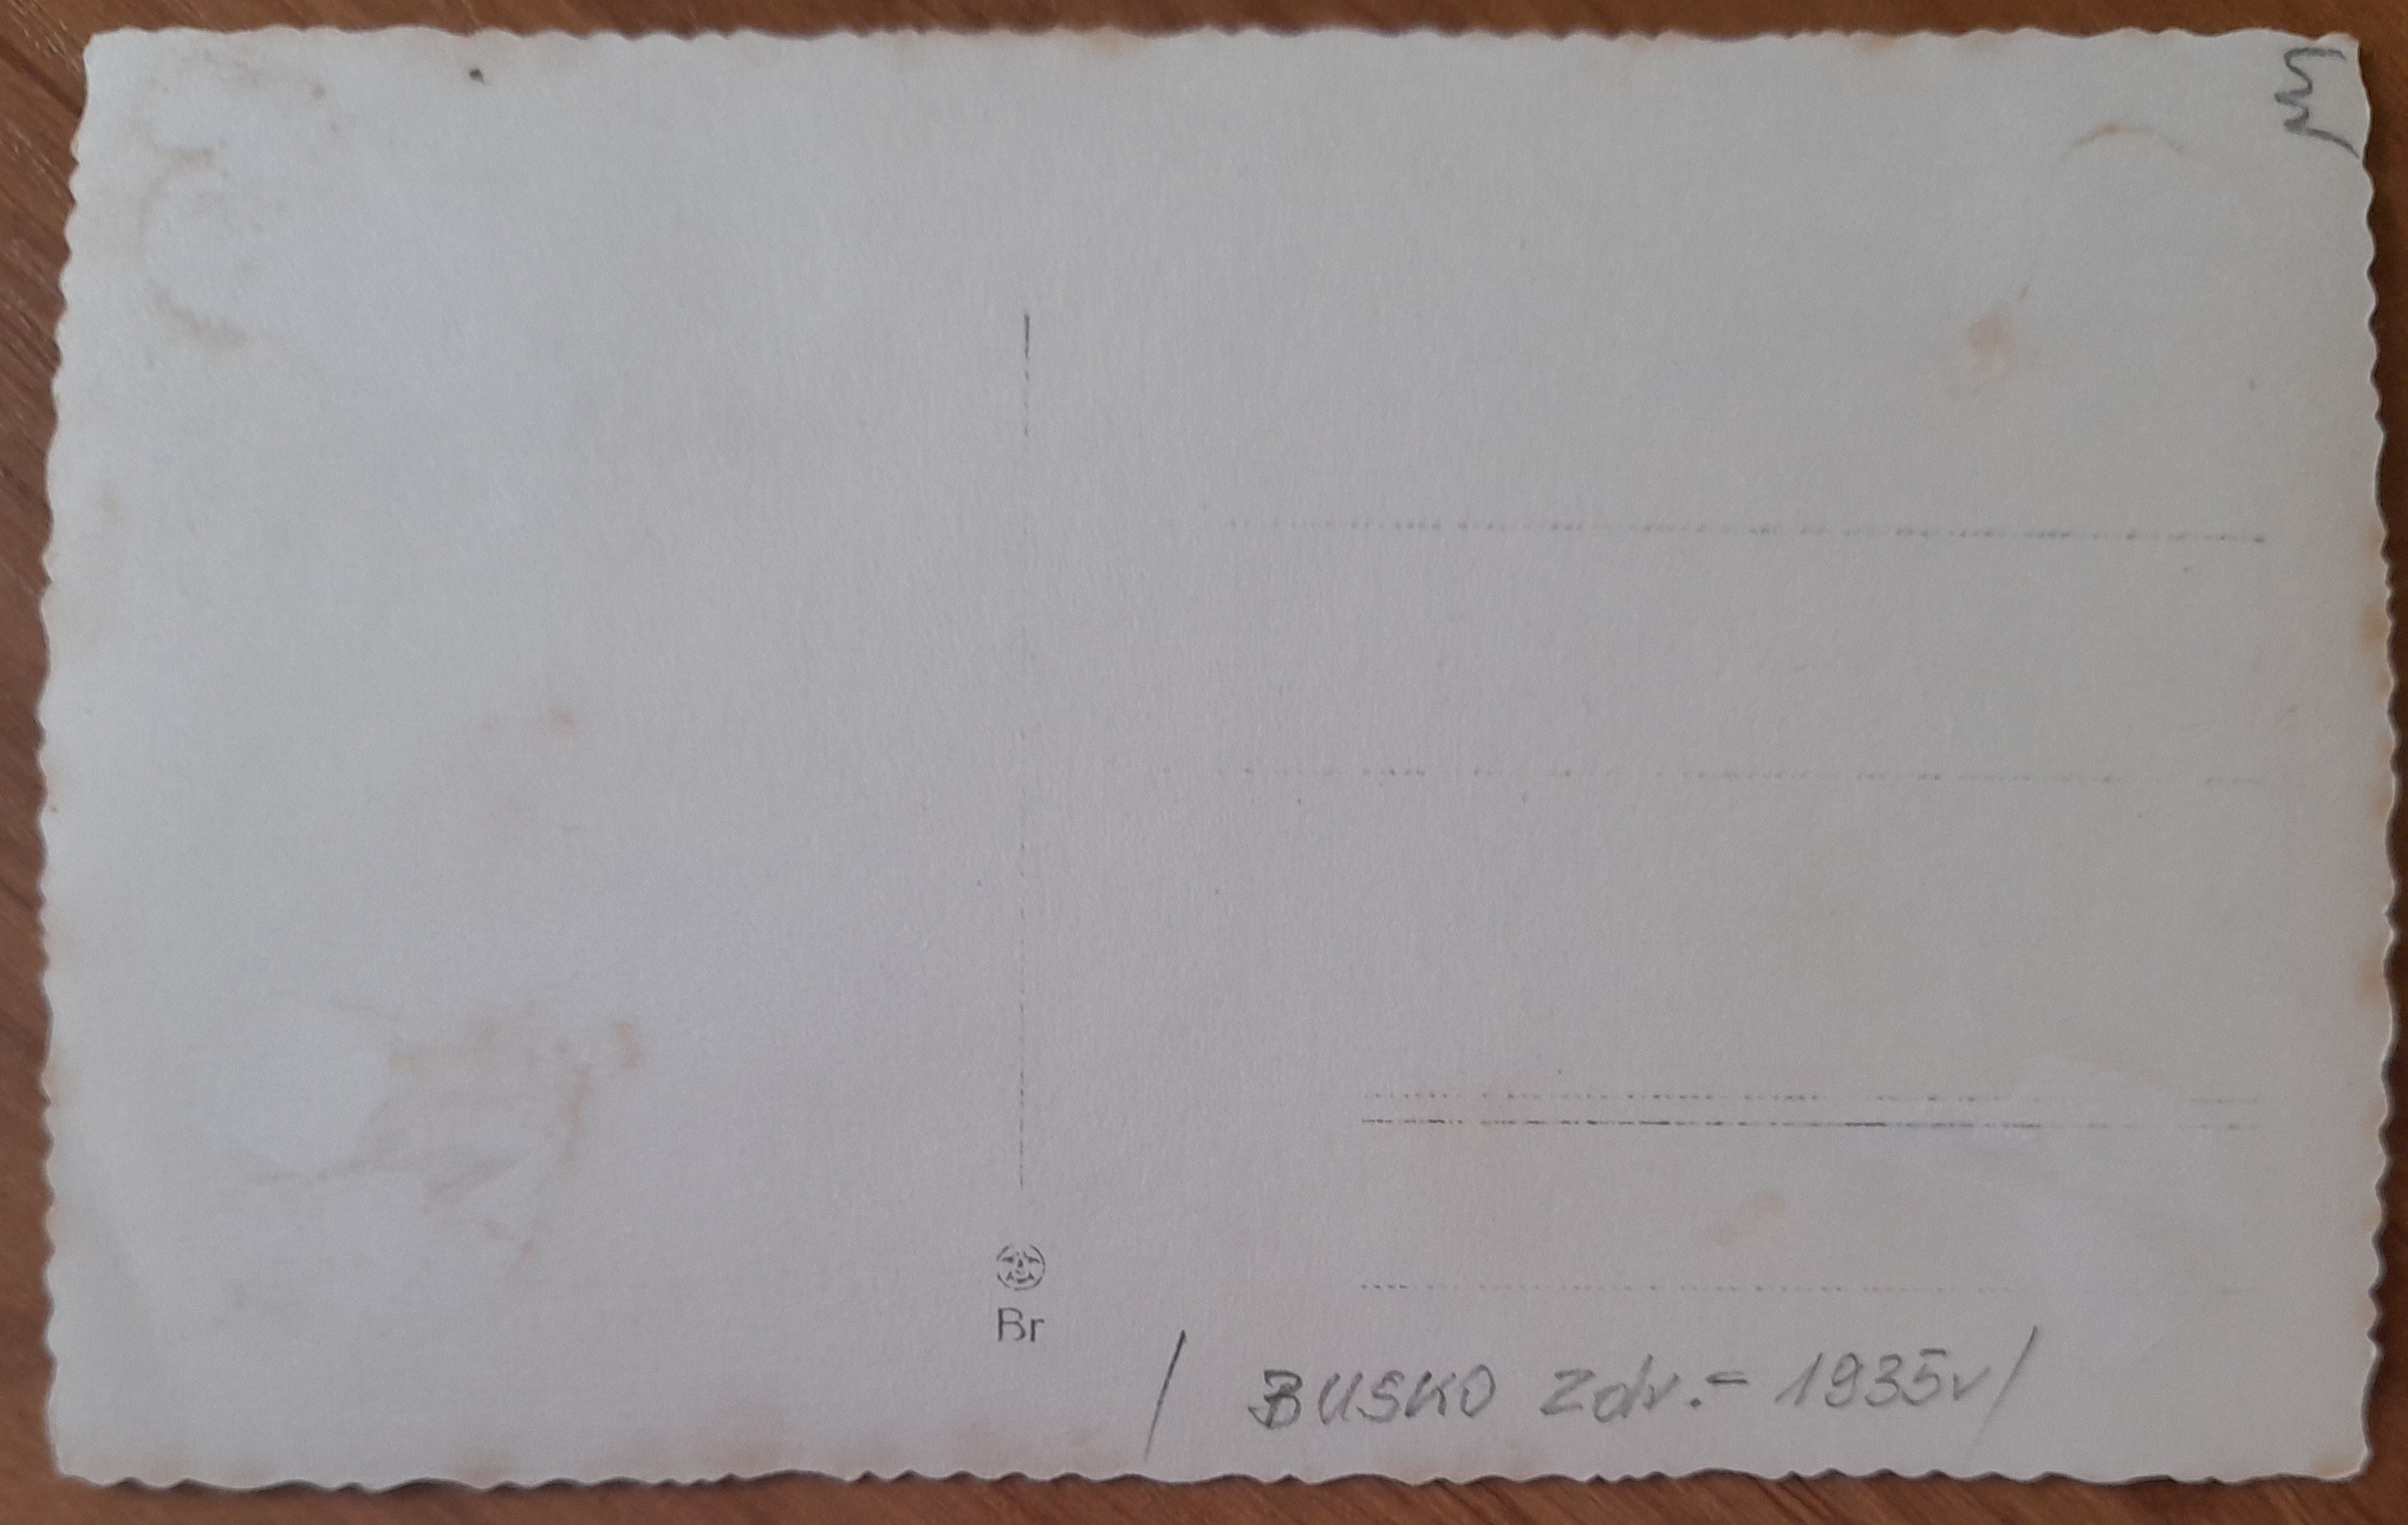 Br
/ BUSKO Zdr. - 1935r/